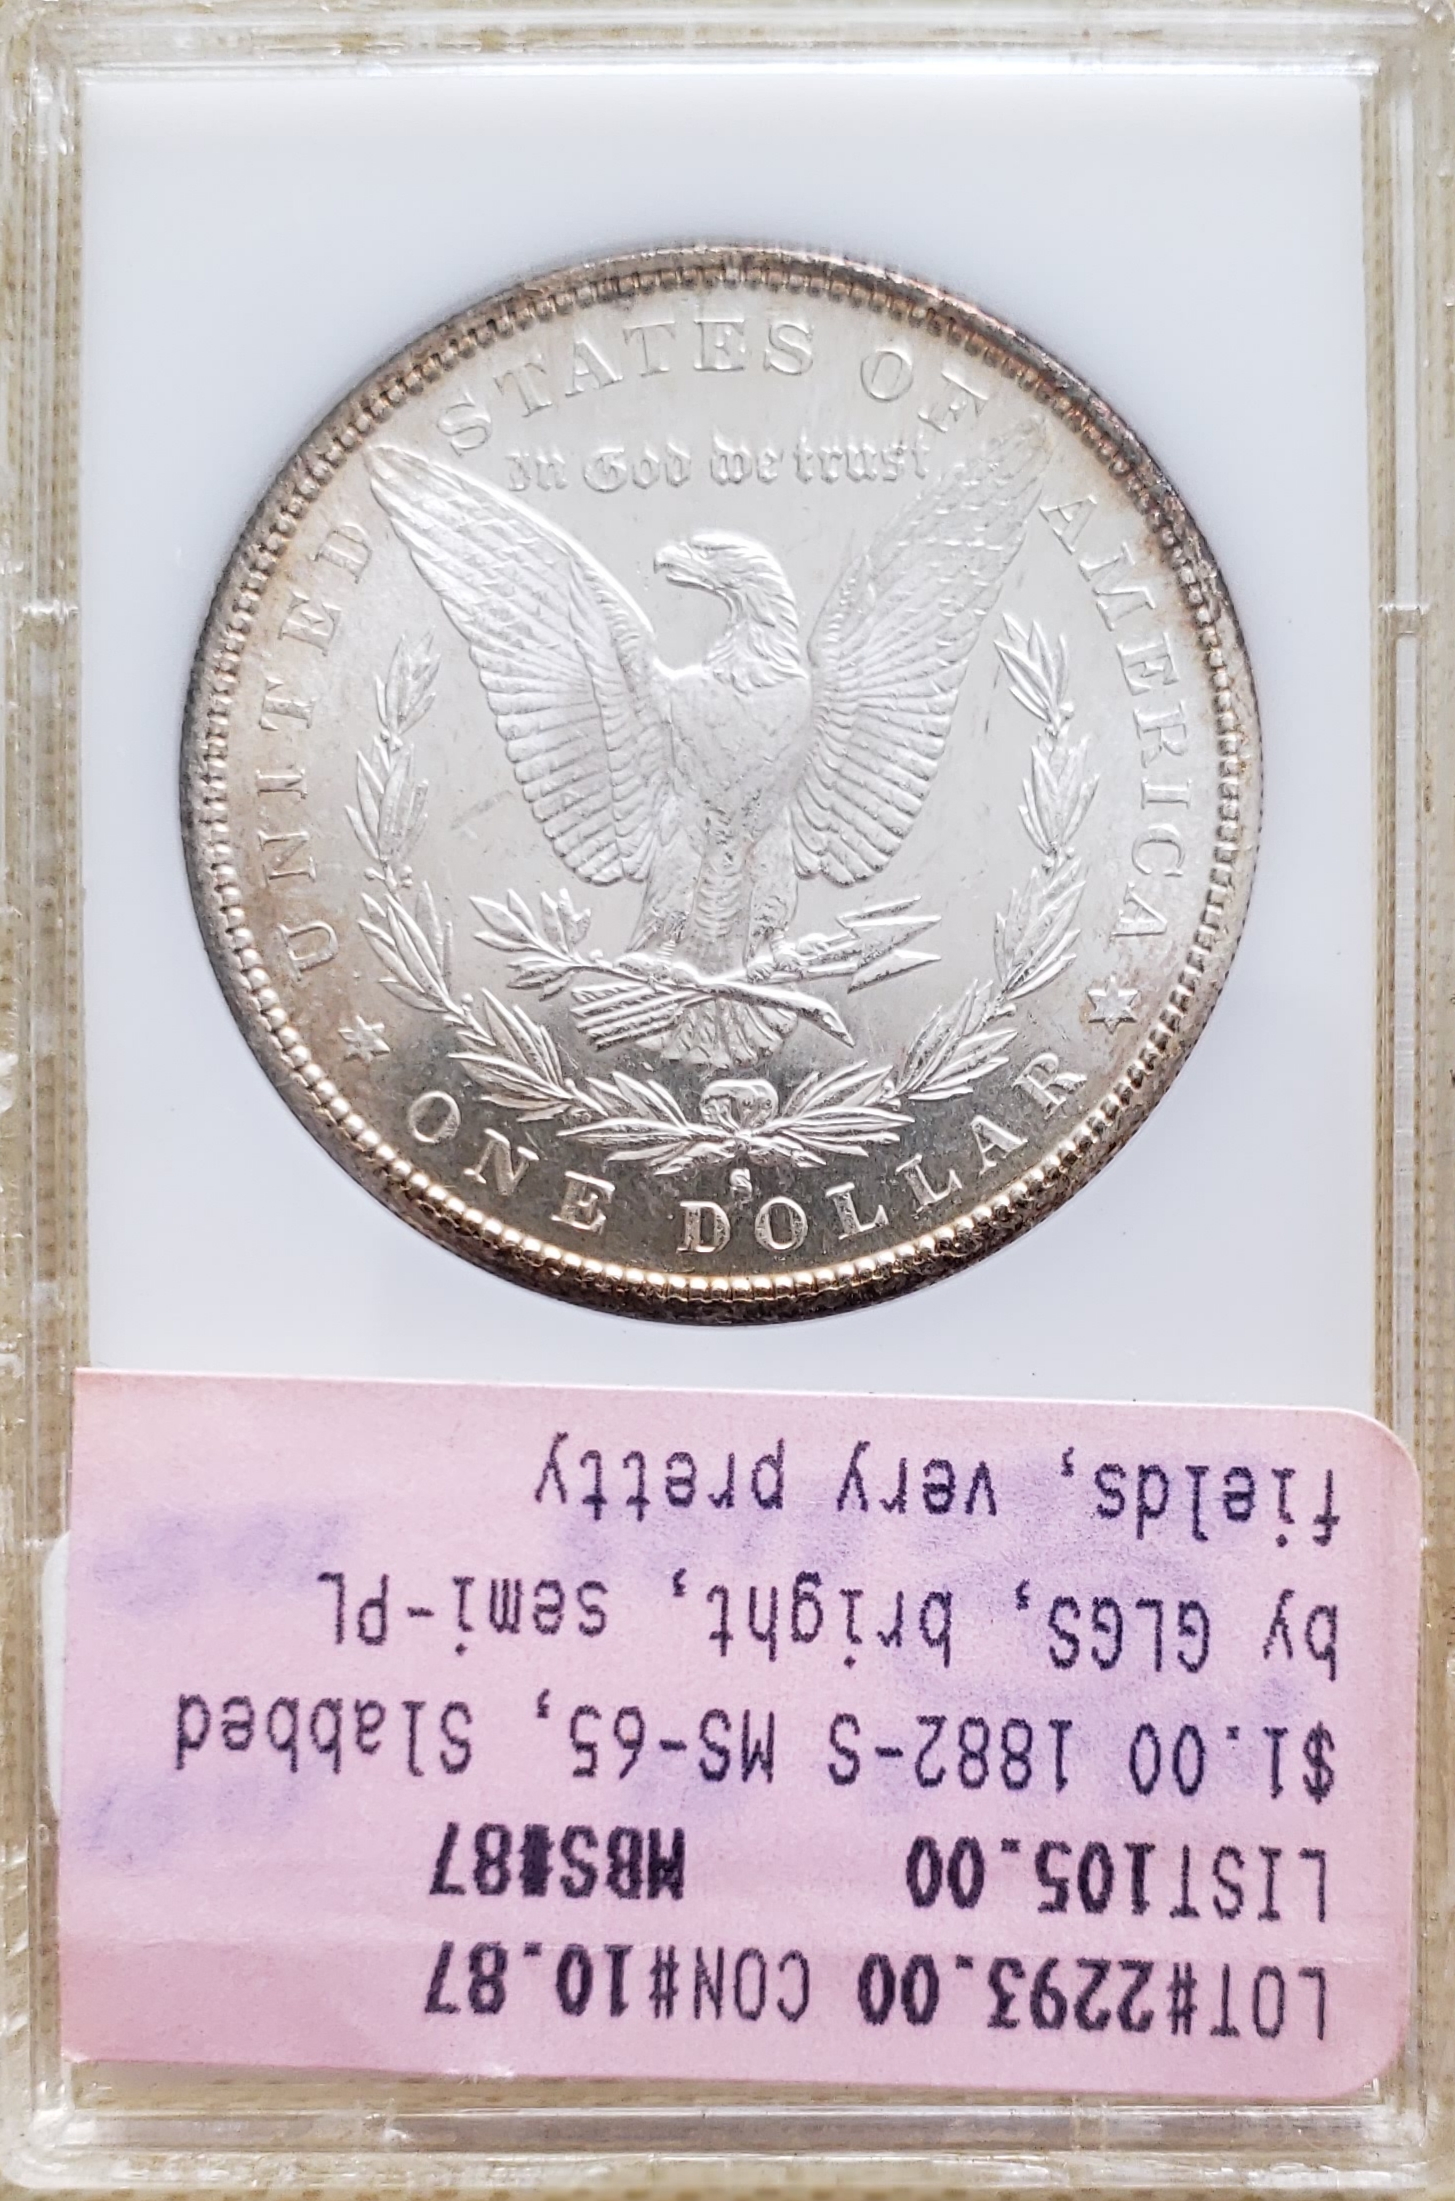 UNITED STATES OF AMERICA
In God we trust
S
ONE DOLLAR
LOT#2293.00 CON#10.87
LIST105.00 MBS#87
$1.00 1882-S MS-65, Slabbed
by GLGS, bright, semi-PL
fields, very pretty